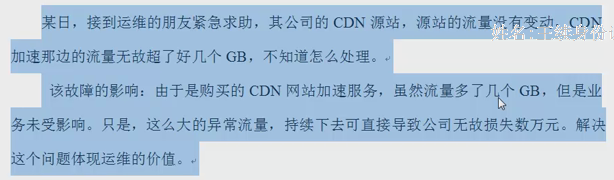 某日，接到运维的朋友紧急求助，其公司的 CDN 源站，源站的流量没有变动，CDN
加速那边的流量无故超了好几个 GB，不知道怎么处理。
该故障的影响：由于是购买的 CDN 网站加速服务，虽然流量多了几个 GB，但是业
务未受影响。只是，这么大的异常流量，持续下去可直接导致公司无故损失数万元。解决
这个问题体现运维的价值。